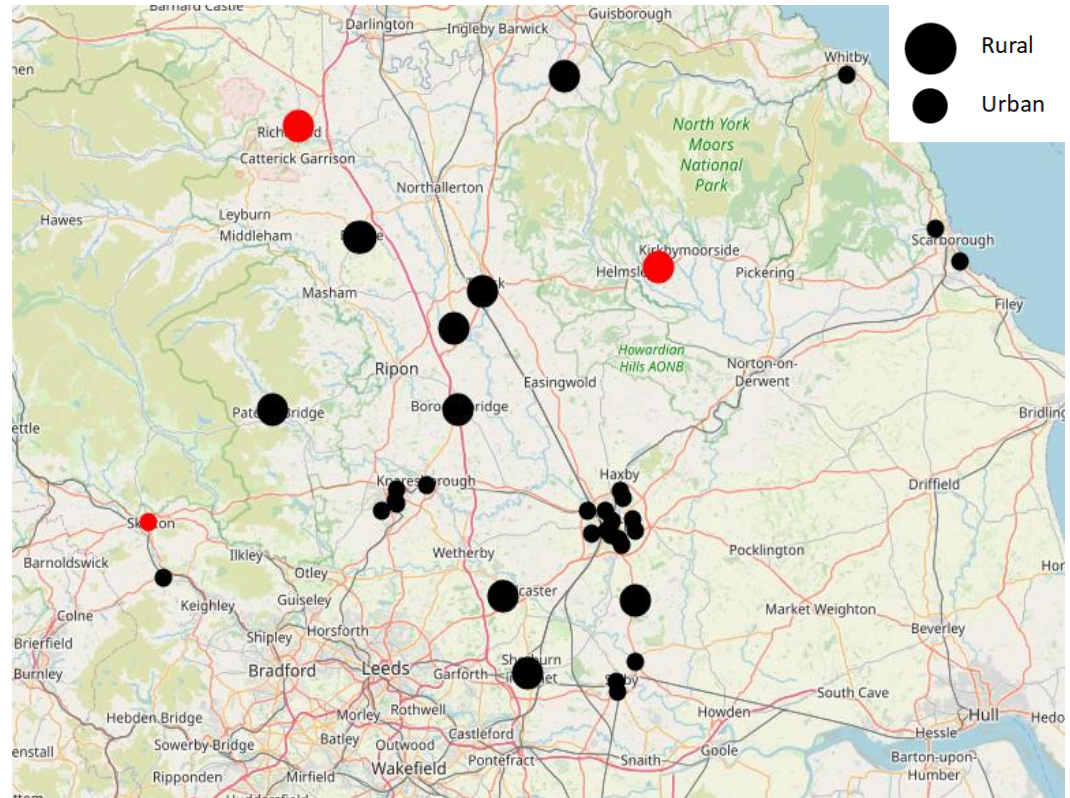 Barnard Castle
Darlington
Ingleby Barwick
Guisborough
Rural
Urban
Whitby
North York
Moors
National
Park
Catterick Garrison
Northallerton
Leyburn
Middleham
Hawes
Scarborough
Kirkbymoorside
Pickering
Masham
Filey
Howardian
Hills AONB
Norton-on-
Derwent
Ripon
Easingwold
Haxby
Driffield
Wetherby
Pocklington
Barnoldswick
Ilkley
Otley
Guiseley
Keighley
Colne
Market Weighton
Beverley
Brierfield
Shipley
Horsforth
Burnley
Bradford
Leeds
Garforth
South Cave
Hebden Bridge
Morley
Rothwell
Howden
Hull
Sowerby Bridge
Batley
Outwood
Castleford
Hessle
Goole
Wakefield
Pontefract
Snaith
Barton-upon-
Humber
Ripponden
Mirfield